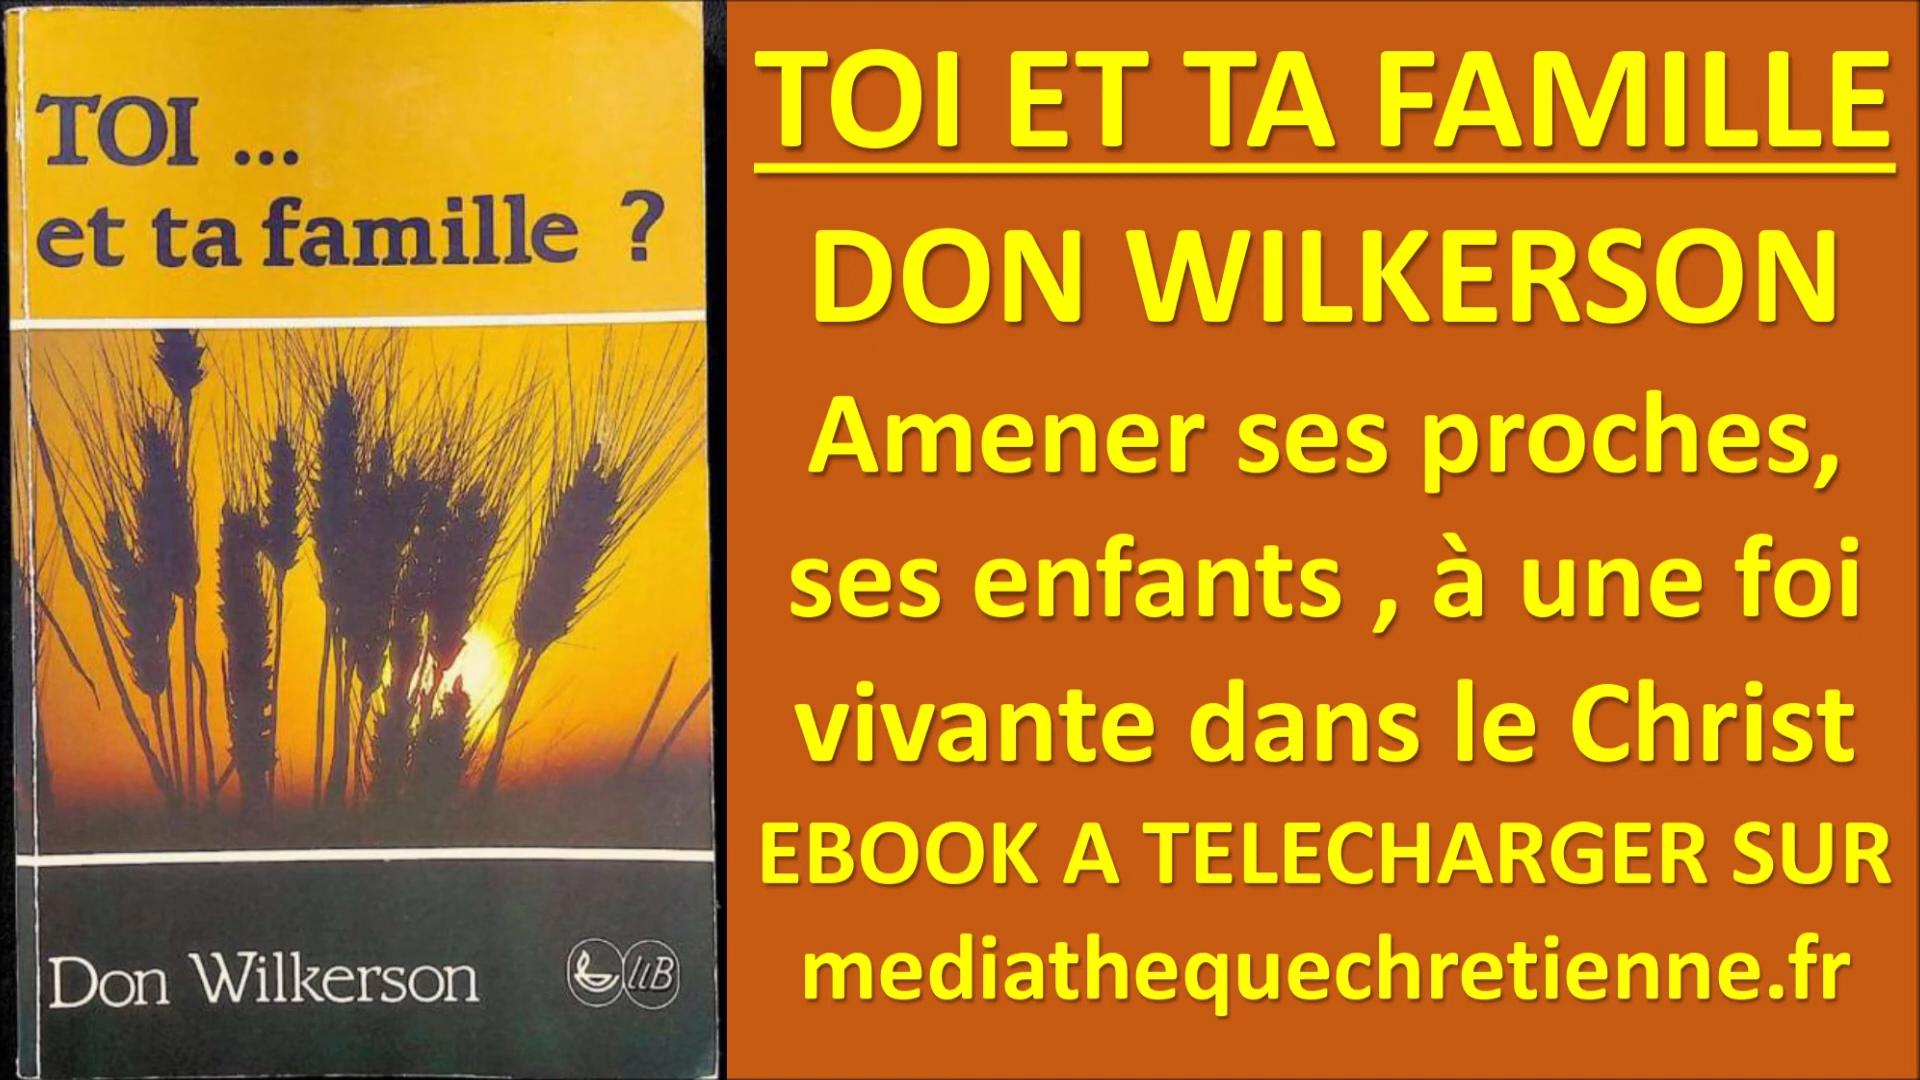 TOI ...
et ta famille ?
Don Wilkerson
LLB
TOI ET TA FAMILLE
DON WILKERSON
Amener ses proches,
ses enfants , à une foi
vivante dans le Christ
EBOOK A TELECHARGER SUR
mediathequechretienne.fr